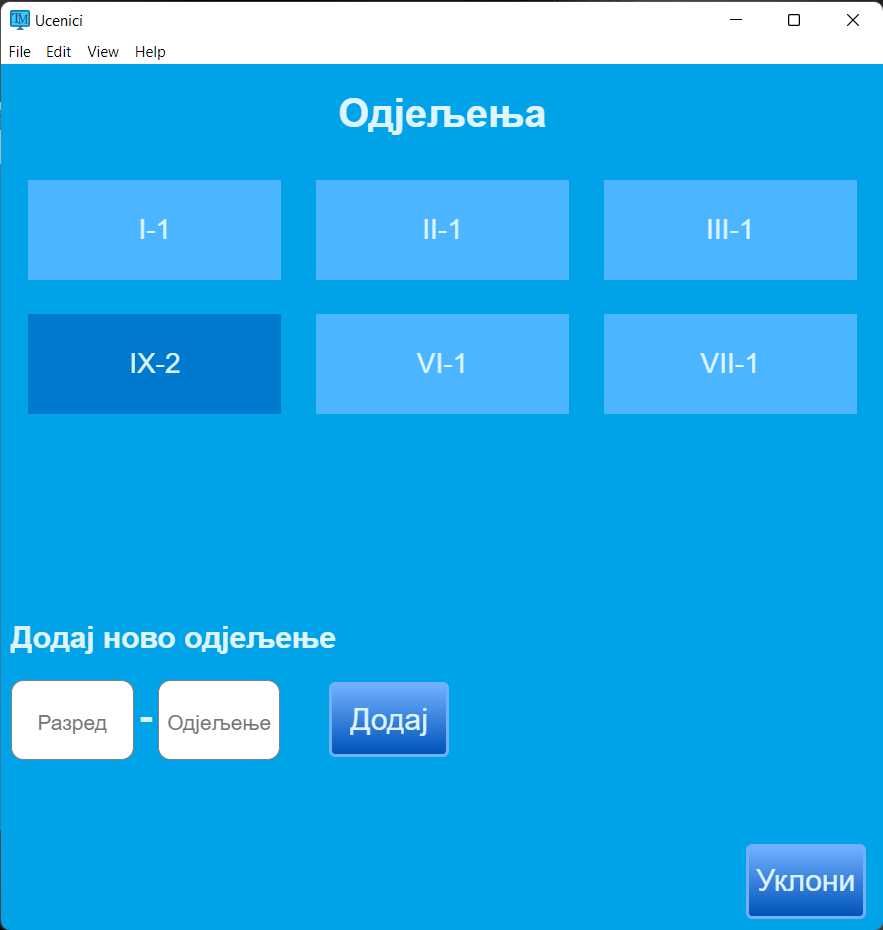 Ucenici
File Edit View Help
Одјељења
I-1 II-1 III-1
IX-2 VI-1 VII-1
Додај ново одјељење
Разред - Одјељење Додај
Уклони